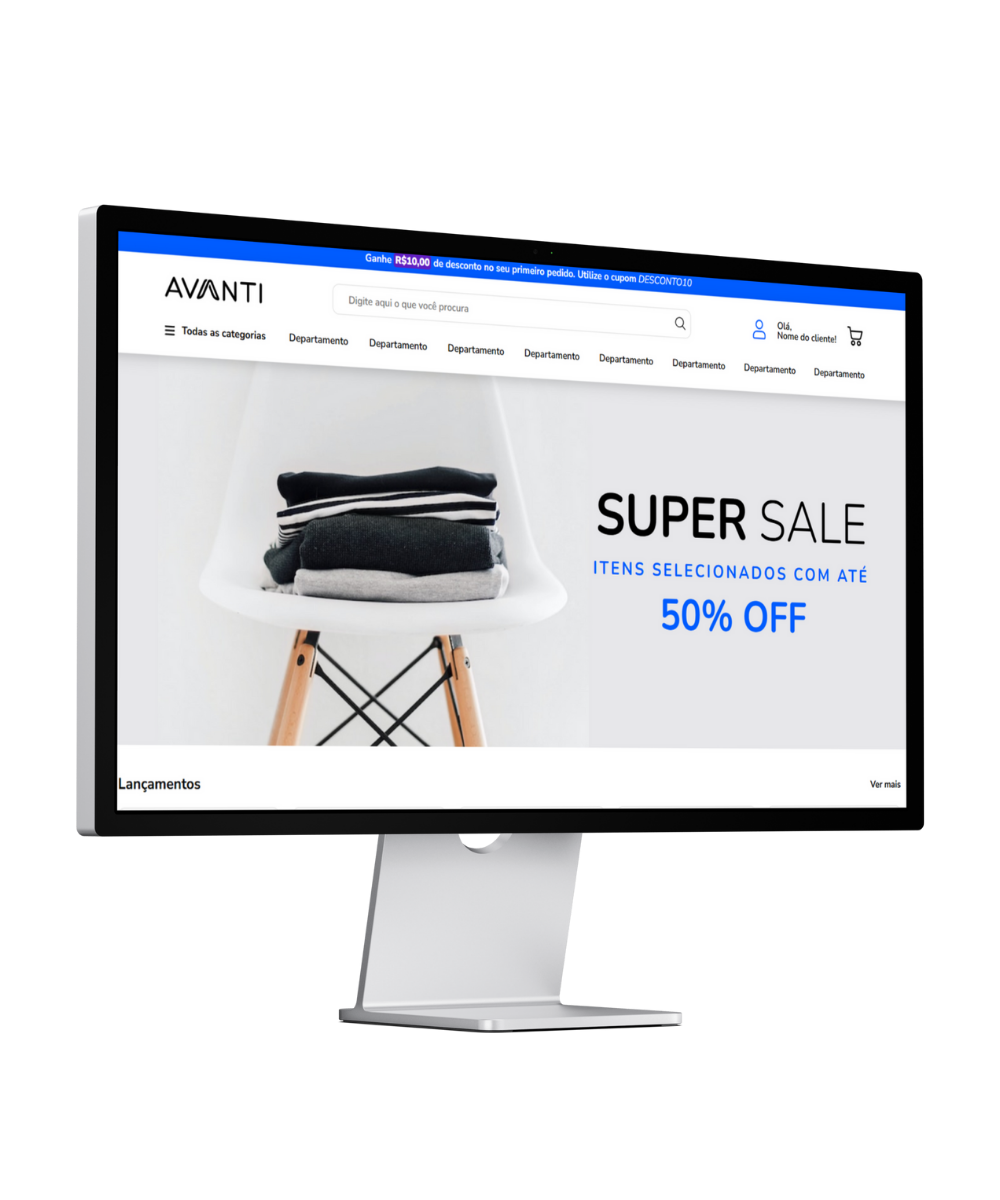 Ganhe R$10,00 de desconto no seu primeiro pedido. Utilize o cupom DESCONTO10
AVANTI
Digite aqui o que você procura
Olá,
Nome do cliente!
Todas as categorias
Departamento
Departamento
Departamento
Departamento
Departamento
Departamento
Departamento
Departamento
SUPER SALE
ITENS SELECIONADOS COM ATÉ
50% OFF
Lançamentos
Ver mais